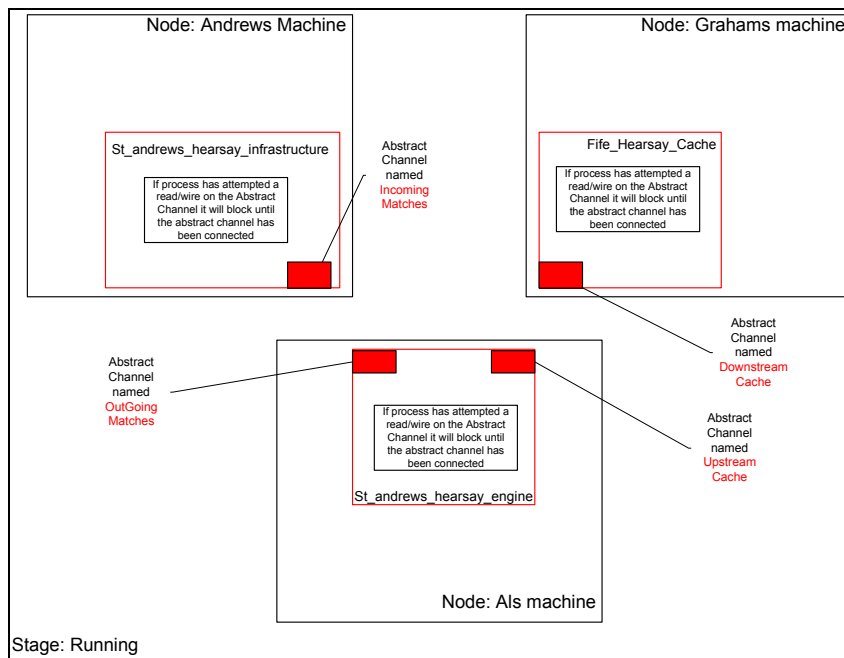 Node: Andrews Machine
Node: Grahams machine
St_andrews_hearsay_infrastructure
If process has attempted a
read/wire on the Abstract
Channel it will block until
the abstract channel has
been connected
Abstract
Channel
named
Incoming
Matches
Fife_Hearsay_Cache
If process has attempted a
read/wire on the Abstract
Channel it will block until
the abstract channel has
been connected
Abstract
Channel
named
Downstream
Cache
Abstract
Channel
named
OutGoing
Matches
If process has attempted a
read/wire on the Abstract
Channel it will block until
the abstract channel has
been connected
St_andrews_hearsay_engine
Abstract
Channel
named
Upstream
Cache
Node: Als machine
Stage: Running